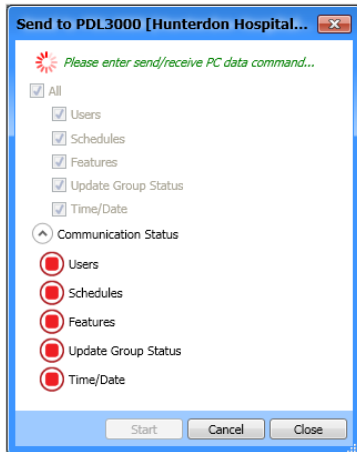 Send to PDL3000 [Hunterdon Hospital...
Please enter send/receive PC data command...
All
Users
Schedules
Features
Update Group Status
Time/Date
Communication Status
Users
Schedules
Features
Update Group Status
Time/Date
Start Cancel Close